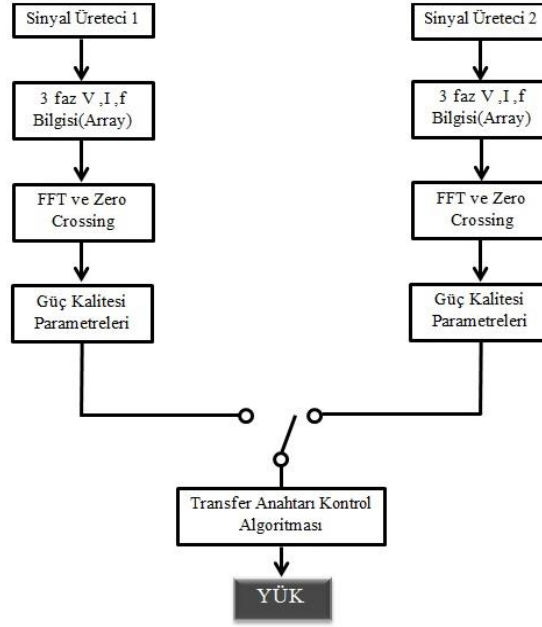 Sinyal Üreteci 1
3 faz V ,I ,f
Bilgisi(Array)
FFT ve Zero
Crossing
Güç Kalitesi
Parametreleri
Sinyal Üreteci 2
3 faz V ,I ,f
Bilgisi(Array)
FFT ve Zero
Crossing
Güç Kalitesi
Parametreleri
Transfer Anahtarı Kontrol
Algoritması
YÜK